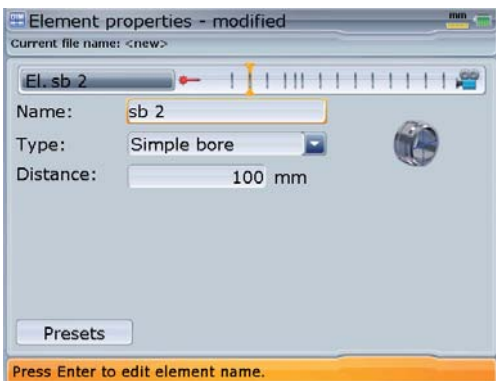 Element properties - modified
mm
Current file name: <new>
El. sb 2
Name: sb 2
Type: Simple bore
Distance: 100 mm
Presets
Press Enter to edit element name.